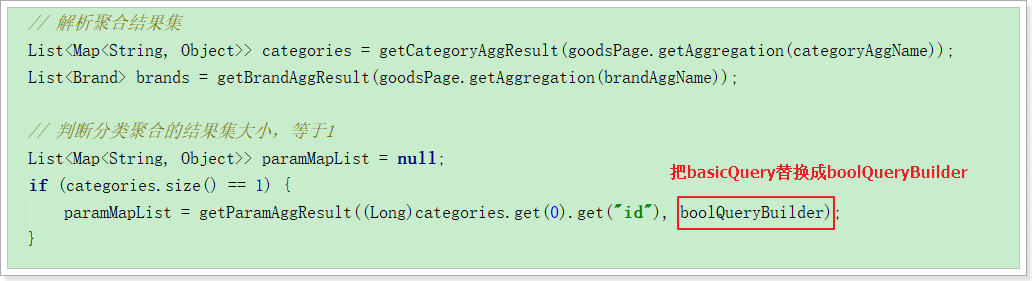 // 解析聚合结果集
List<Map<String, Object>> categories = getCategoryAggResult(goodsPage.getAggregation(categoryAggName));
List<Brand> brands = getBrandAggResult(goodsPage.getAggregation(brandAggName));
// 判断分类聚合的结果集大小，等于1
List<Map<String, Object>> paramMapList = null;
把basicQuery替换成boolQueryBuilder
if (categories.size() == 1) {
paramMapList = getParamAggResult((Long)categories.get(0).get("id"), boolQueryBuilder);
}